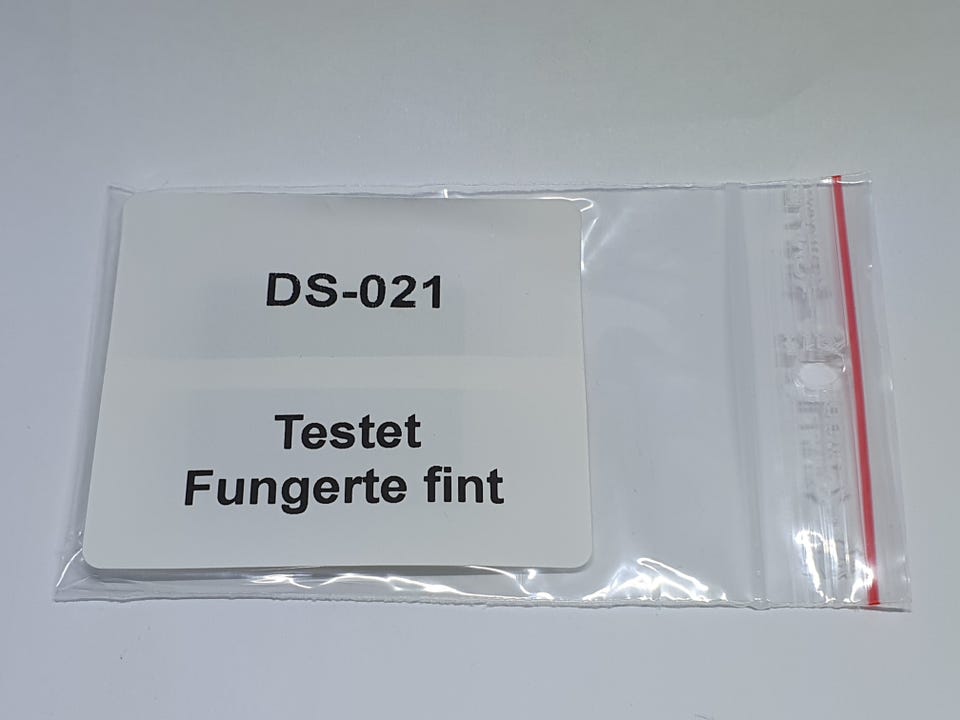 DS-021
Testet
Fungerte fint